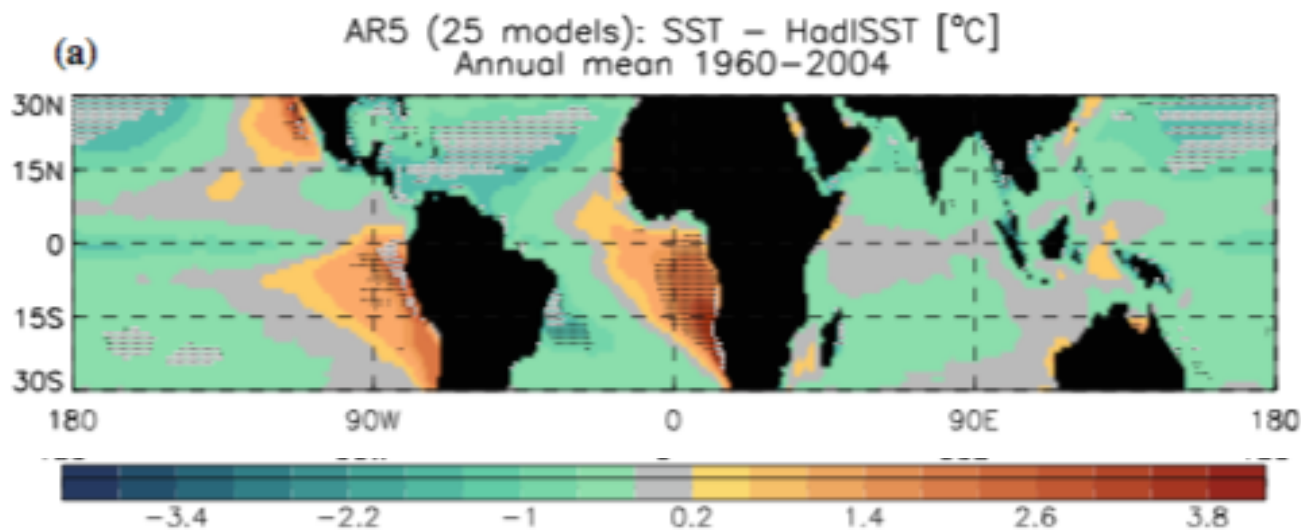 (a)
AR5 (25 models): SST – HadISST [°C]
Annual mean 1960–2004
30N
15N
0
15S
30S
180 90W 0 90E 180
−3.4 −2.2 −1 0.2 1.4 2.6 3.8